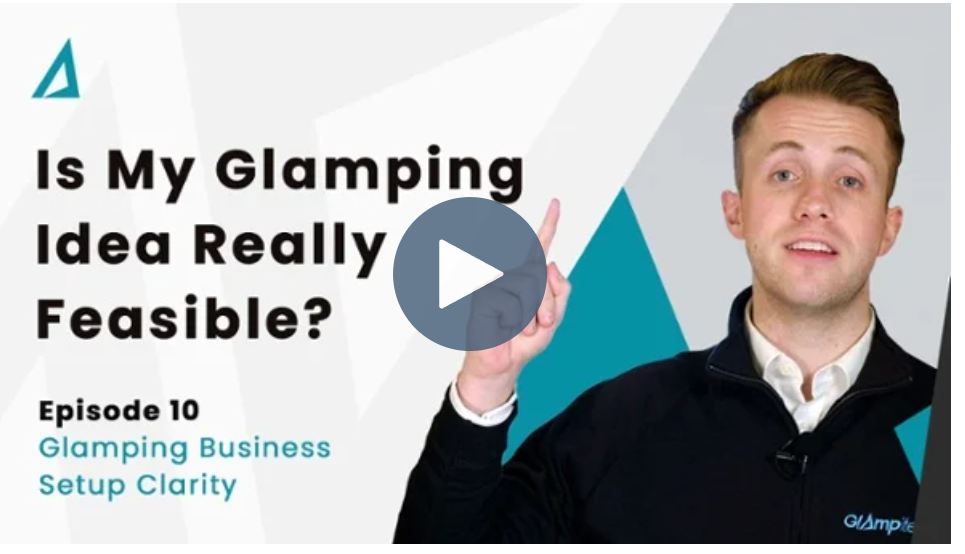 Is My Glamping
Idea Really
Feasible?
Episode 10
Glamping Business
Setup Clarity